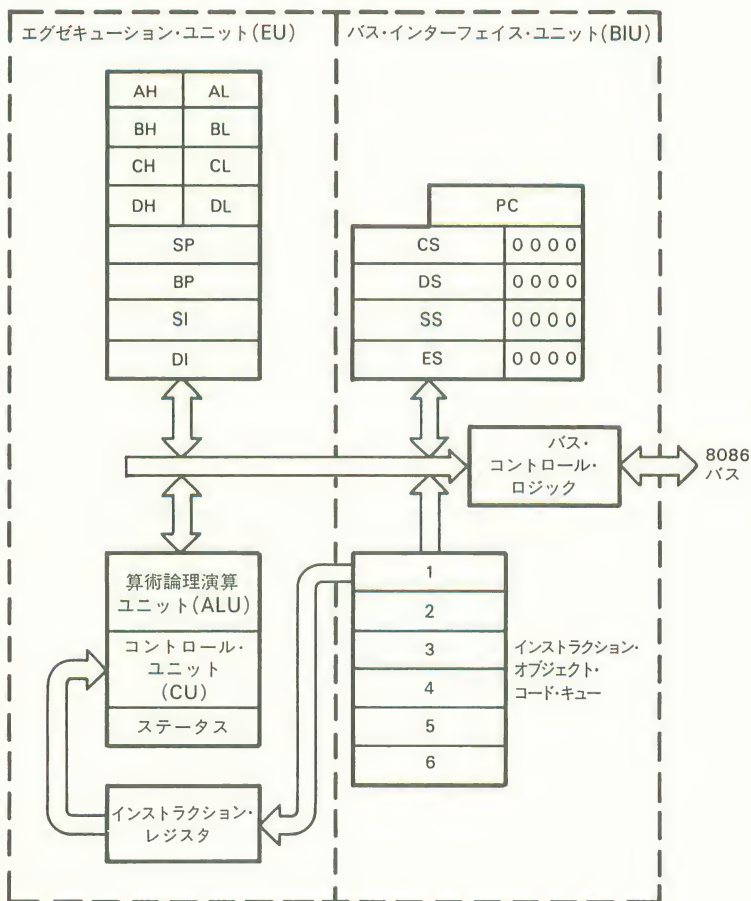 エグゼキューション・ユニット(EU)
バス・インターフェイス・ユニット(BIU)
AH AL
BH BL
CH CL
DH DL
SP
BP
SI
DI
PC
CS 0000
DS 0000
SS 0000
ES 0000
バス・
コントロール・
ロジック
8086
バス
算術論理演算
ユニット(ALU)
コントロール・
ユニット
(CU)
ステータス
インストラクション・
レジスタ
1
2
3
4
5
6
インストラクション・
オブジェクト・
コード・キュー